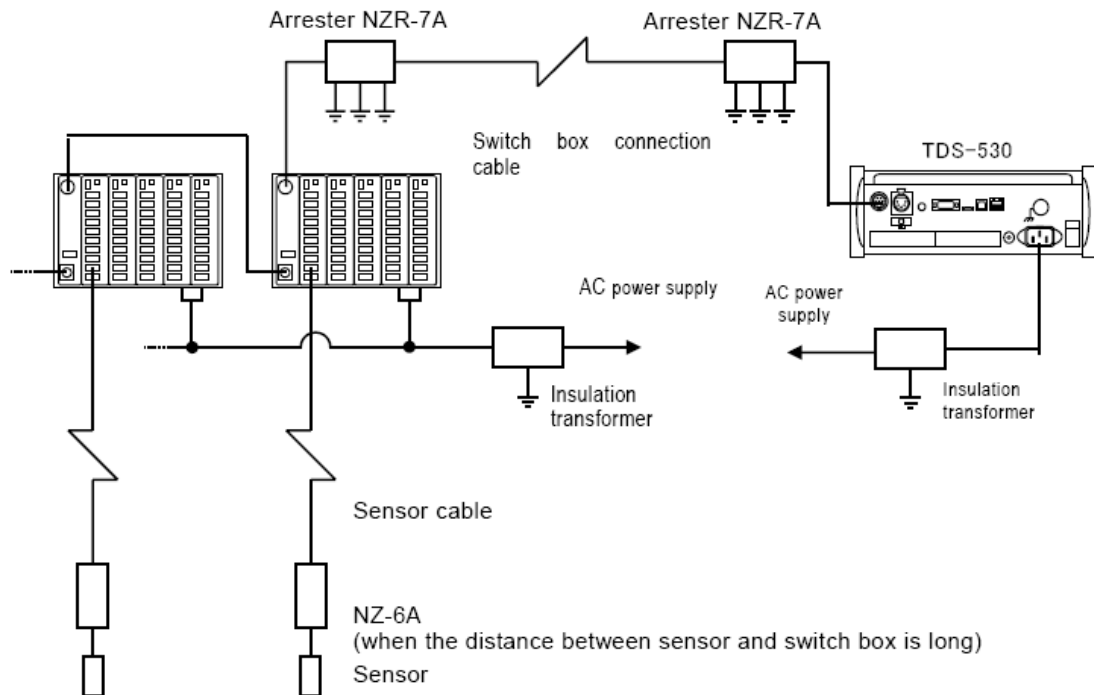 Arrester NZR-7A
Arrester NZR-7A
Switch box connection
cable
TDS-530
AC power supply
AC power
supply
Insulation
transformer
Insulation
transformer
Sensor cable
NZ-6A
(when the distance between sensor and switch box is long)
Sensor